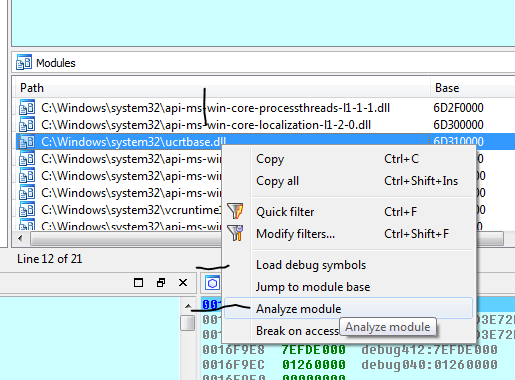 Modules
Path Base
C:\Windows\system32\api-ms-win-core-processthreads-l1-1-1.dll 6D2F0000
C:\Windows\system32\api-ms-win-core-localization-l1-2-0.dll 6D300000
C:\Windows\system32\ucrtbase.dll 6D310000
C:\Windows\system32\api-ms-wi
Copy Ctrl+C
C:\Windows\system32\api-ms-wi
Copy all Ctrl+Shift+Ins
C:\Windows\system32\api-ms-wi
C:\Windows\system32\vcruntime
Quick filter Ctrl+F
C:\Windows\system32\api-ms-wi
Modify filters... Ctrl+Shift+F
Line 12 of 21
Load debug symbols
Jump to module base
Analyze module
Break on access
Analyze module
0016F9E8 7EFDE000 debug412:7EFDE000
0016F9EC 01260000 debug040:01260000